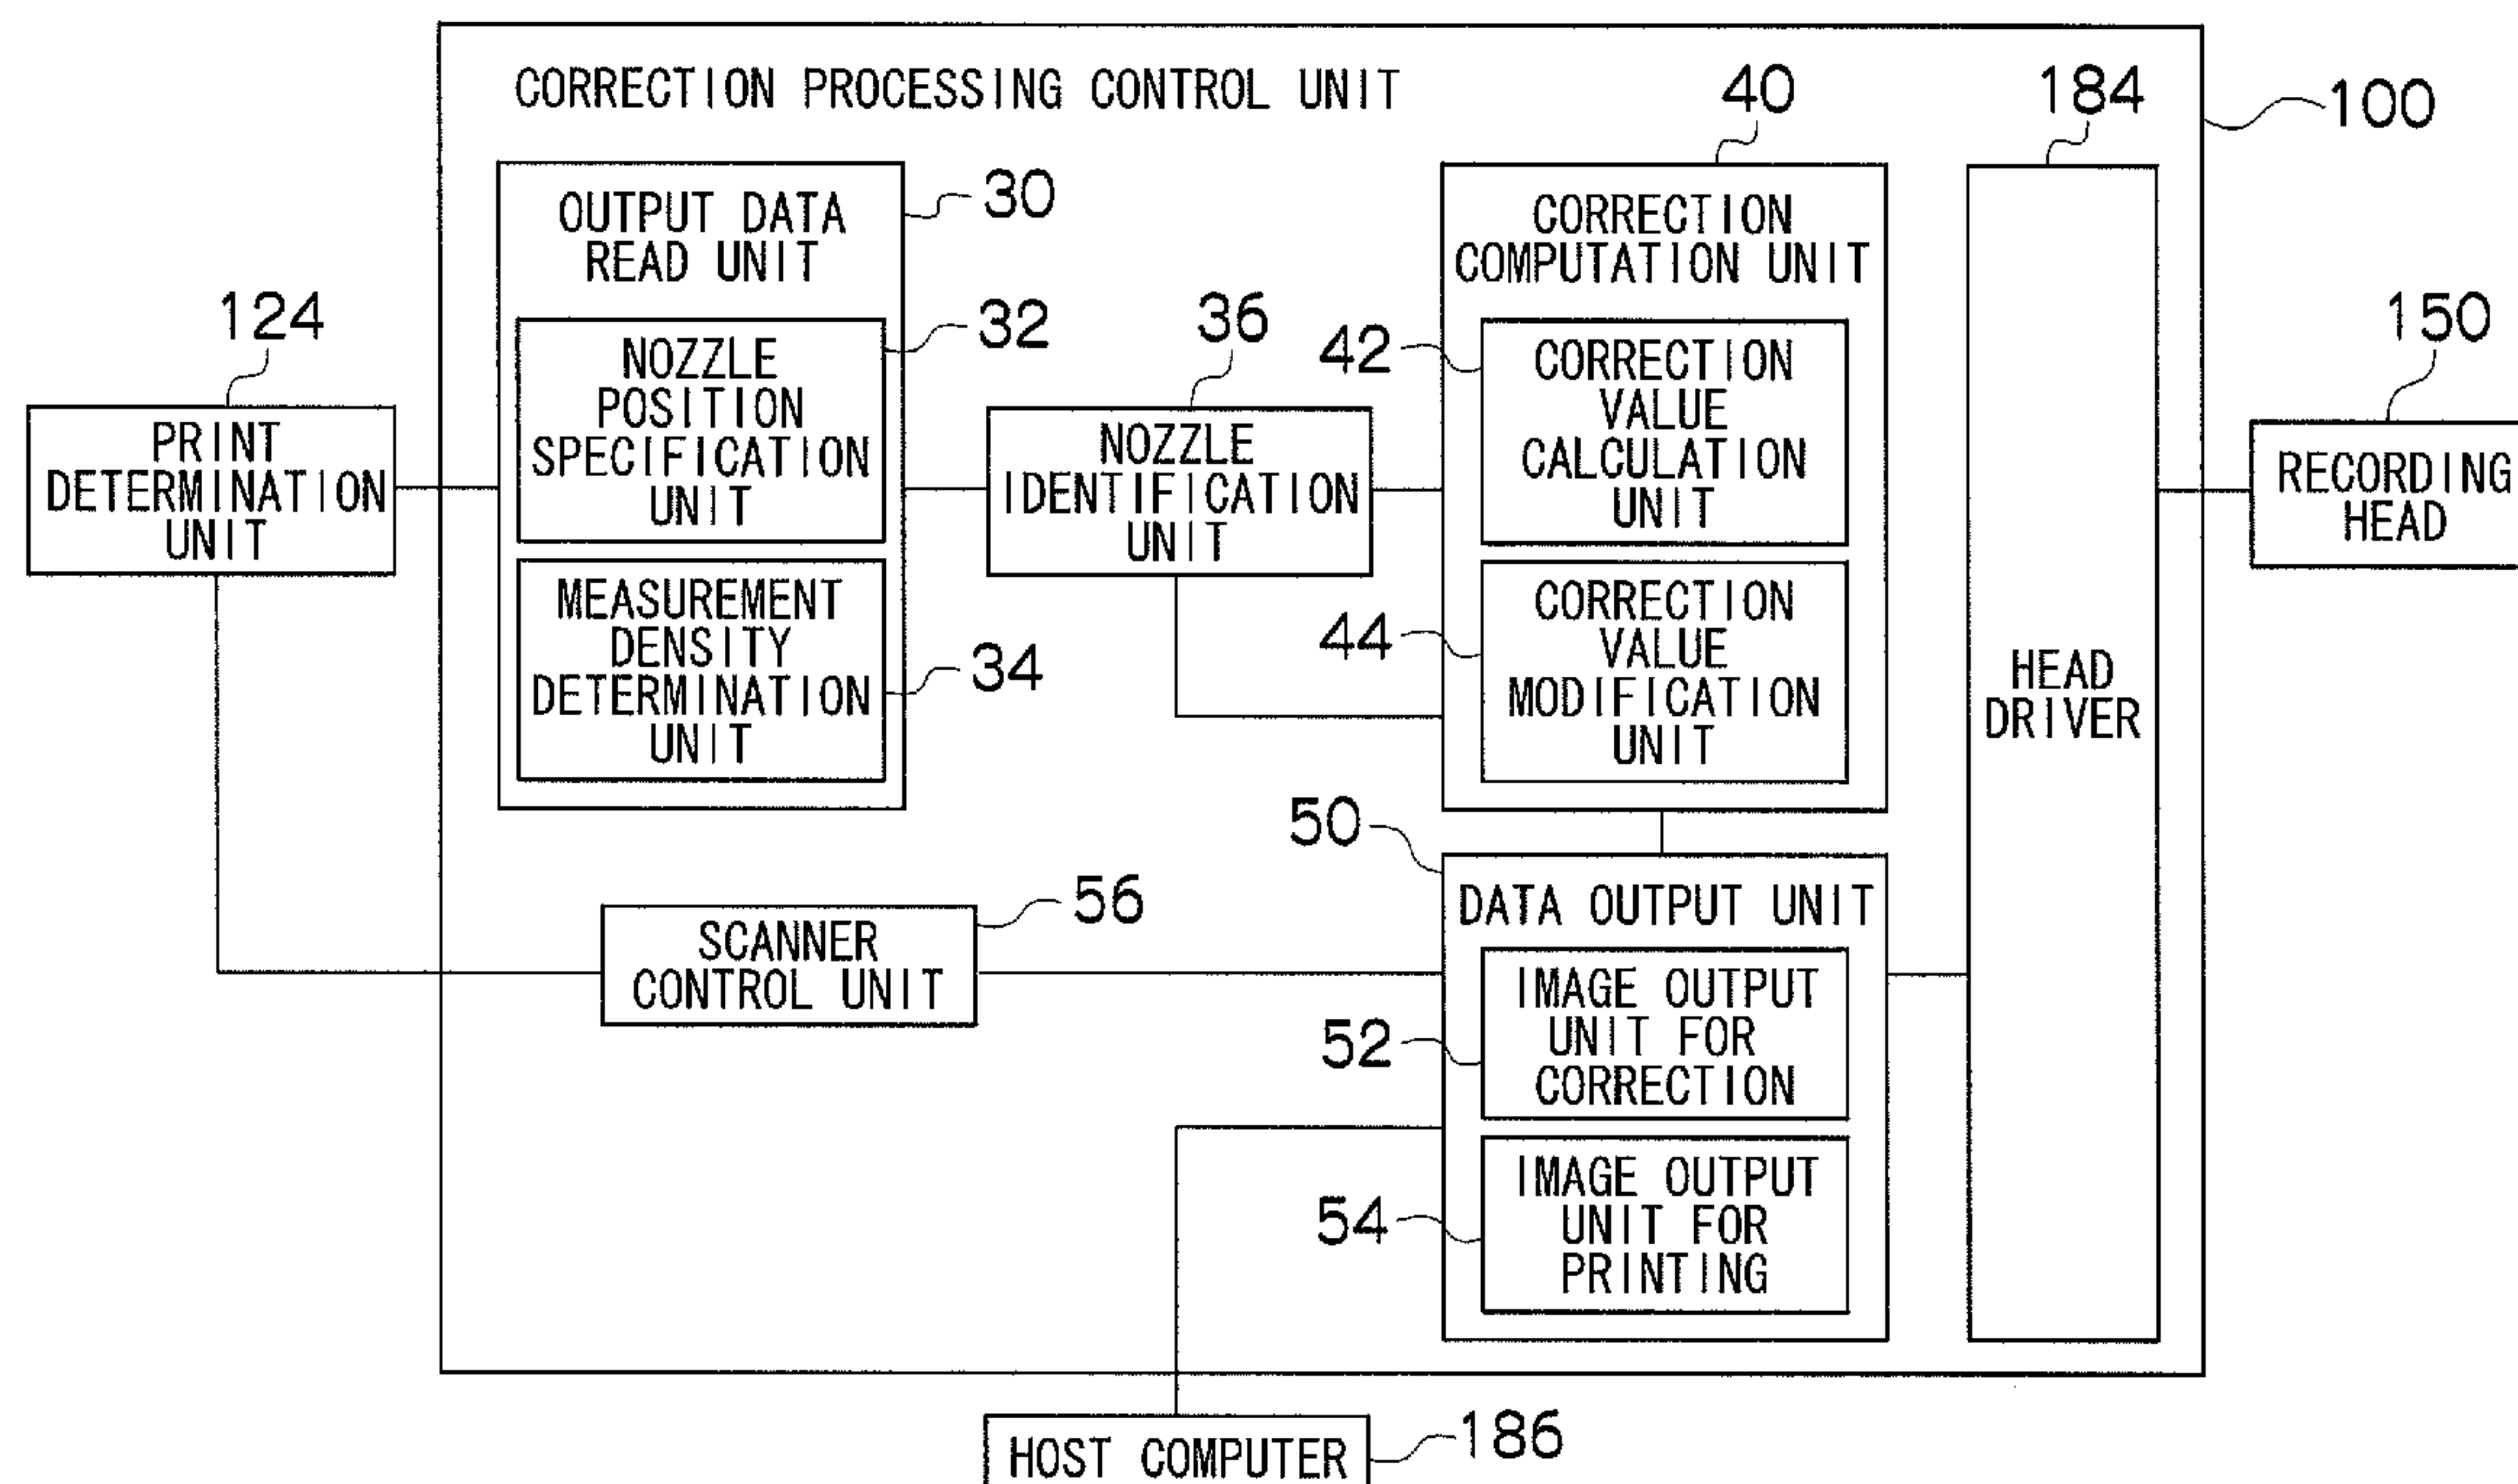 CORRECTION PROCESSING CONTROL UNIT
40
184
100
OUTPUT DATA
READ UNIT
30
CORRECTION
COMPUTATION UNIT
124
32
36
42
150
PRINT
DETERMINATION
UNIT
NOZZLE
POSITION
SPECIFICATION
UNIT
NOZZLE
IDENTIFICATION
UNIT
CORRECTION
VALUE
CALCULATION
UNIT
RECORDING
HEAD
MEASUREMENT
DENSITY
DETERMINATION
UNIT
34
44
CORRECTION
VALUE
MODIFICATION
UNIT
HEAD
DRIVER
50
DATA OUTPUT UNIT
56
SCANNER
CONTROL UNIT
52
IMAGE OUTPUT
UNIT FOR
CORRECTION
54
IMAGE OUTPUT
UNIT FOR
PRINTING
HOST COMPUTER
186